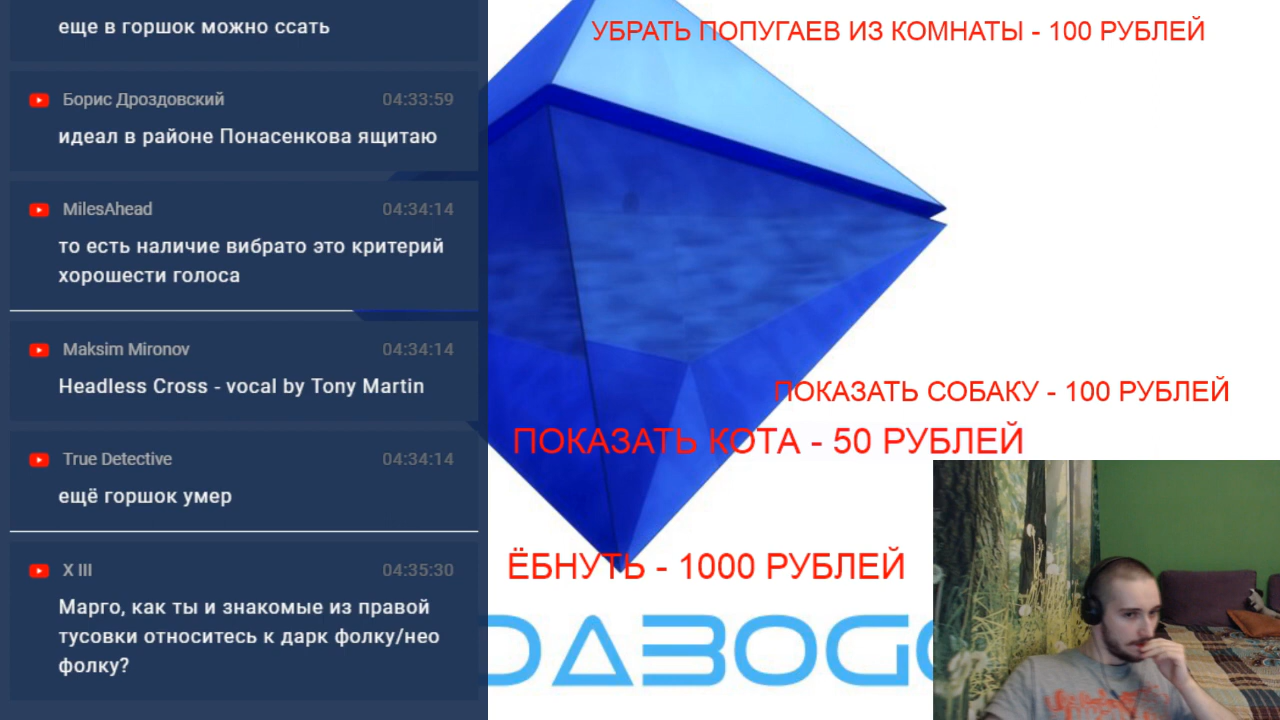 еще в горшок можно ссать
Борис Дроздовский 04:33:59
идеал в районе Понасенкова ящитаю
MilesAhead 04:34:14
то есть наличие вибрато это критерий
хорошести голоса
Maksim Mironov 04:34:14
Headless Cross - vocal by Tony Martin
True Detective 04:34:14
ещё горшок умер
X III 04:35:30
Марго, как ты и знакомые из правой
тусовки относитесь к дарк фолку/нео
фолку?
УБРАТЬ ПОПУГАЕВ ИЗ КОМНАТЫ - 100 РУБЛЕЙ
ПОКАЗАТЬ СОБАКУ - 100 РУБЛЕЙ
ПОКАЗАТЬ КОТА - 50 РУБЛЕЙ
ЁБНУТЬ - 1000 РУБЛЕЙ